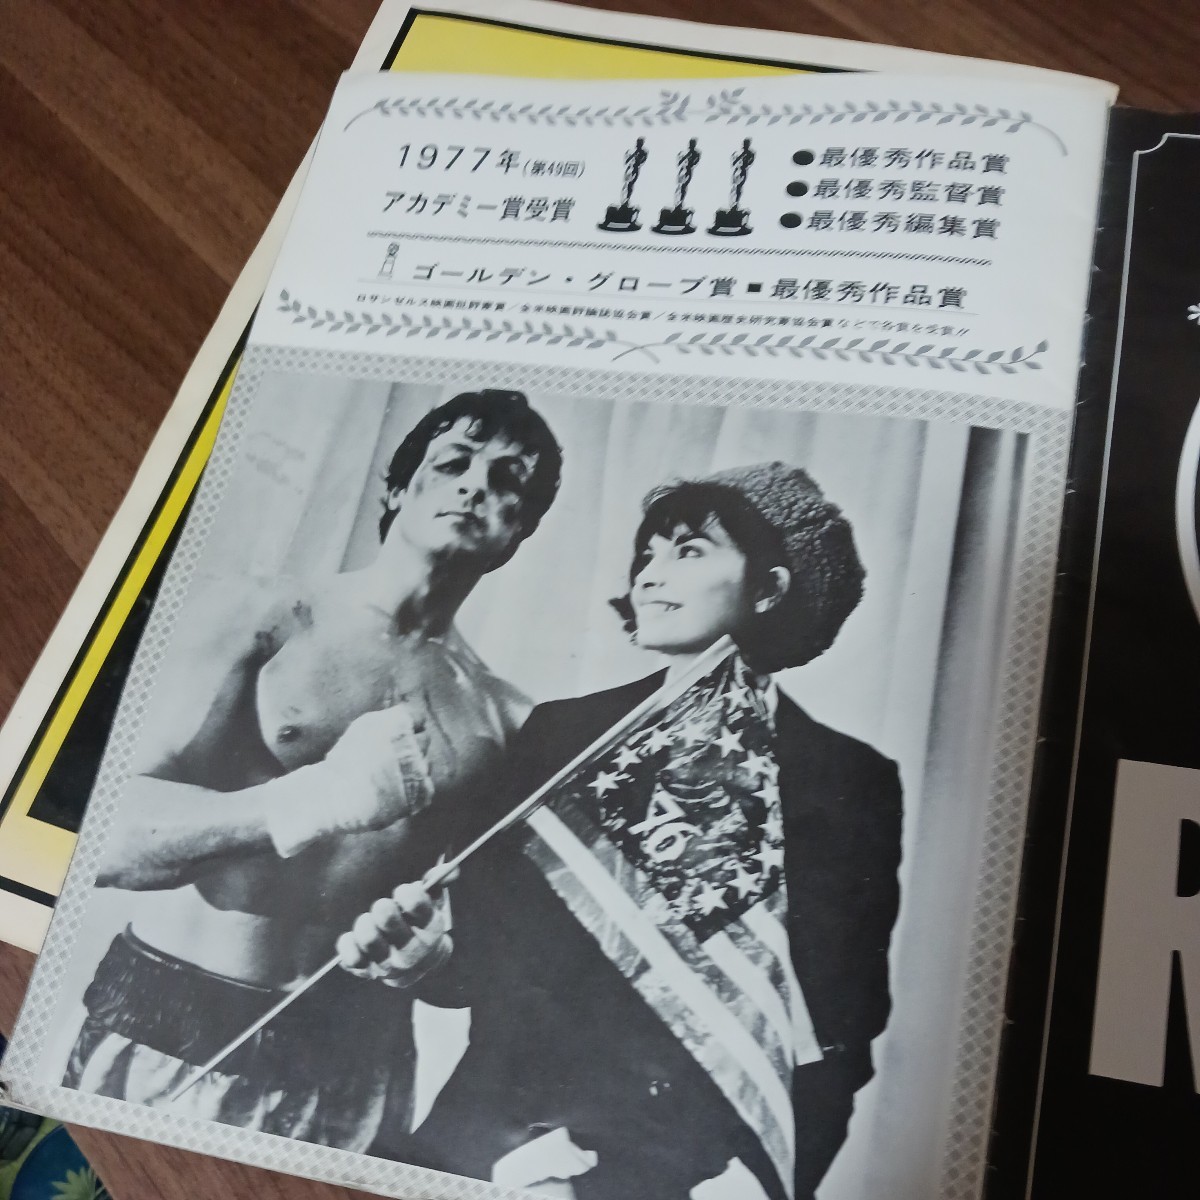 1977年(第49回)
アカデミー賞受賞
●最優秀作品賞
●最優秀監督賞
●最優秀編集賞
ゴールデン・グローブ賞■最優秀作品賞
ロサンゼルス映画批評家賞/全米映画評論誌協会賞/全米映画歴史研究家協会賞などで各賞を受賞!!
76
R